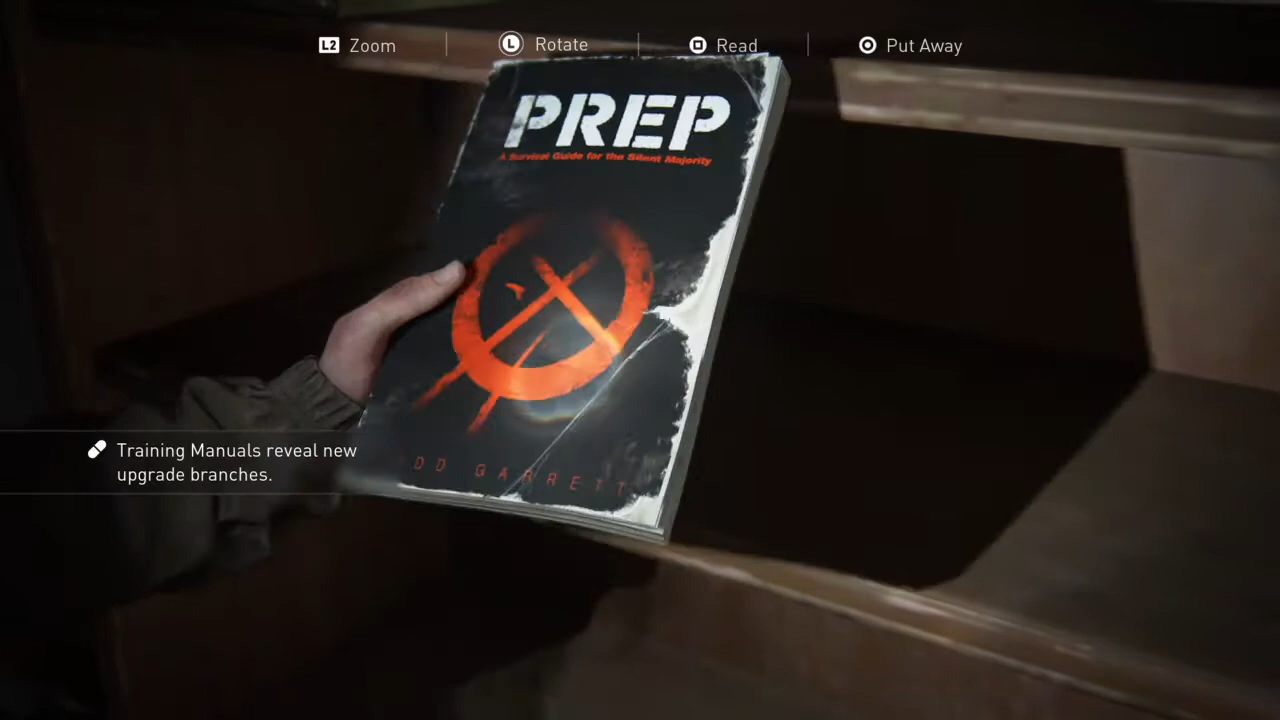 L2 Zoom
L Rotate
Read
Put Away
PREP
A Survival Guide for the Silent Majority
Training Manuals reveal new
upgrade branches.
GARRETT